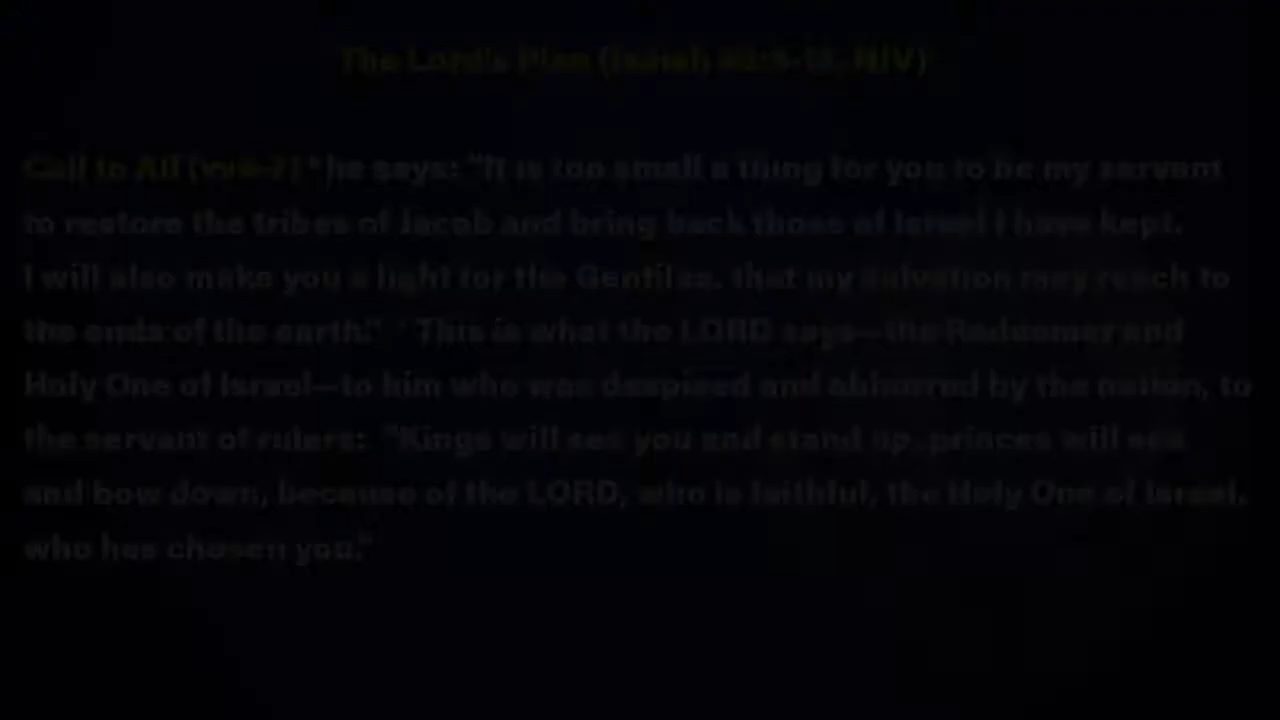 The Lord's Plan (Isaiah NIV)
Call to All he says: "It is too small a thing for you to be my servant
to restore the tribes of Jacob and bring back those of Israel I have kept.
I will also make you a light for the Gentiles, that my salvation may reach to
the ends of the earth." This is what the LORD says—the Redeemer and
Holy One of Israel—to him who was despised and abhorred by the nation, to
the servant of rulers: "Kings will see you and stand up, princes will see
and bow down, because of the LORD, who is faithful, the Holy One of Israel,
who has chosen you."